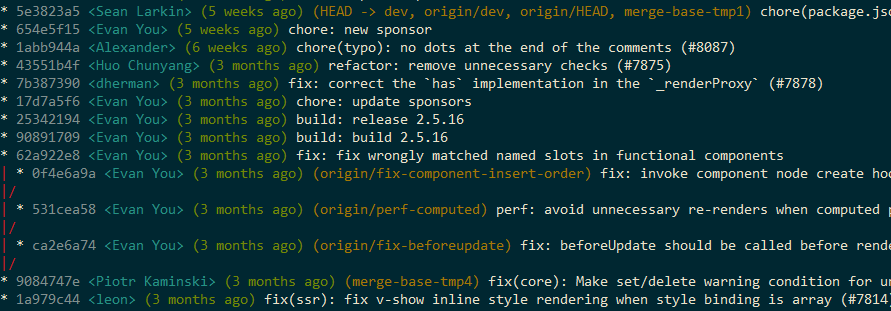 * 5e3823a5 <Sean Larkin> (5 weeks ago) (HEAD -> dev, origin/dev, origin/HEAD, merge-base-tmp1) chore(package.jsc
* 654e5f15 <Evan You> (5 weeks ago) chore: new sponsor
* 1abb944a <Alexander> (6 weeks ago) chore(typo): no dots at the end of the comments (#8087)
* 43551b4f <Huo Chunyang> (3 months ago) refactor: remove unnecessary checks (#7875)
* 7b387390 <dherman> (3 months ago) fix: correct the `has` implementation in the `_renderProxy` (#7878)
* 17d7a5f6 <Evan You> (3 months ago) chore: update sponsors
* 25342194 <Evan You> (3 months ago) build: release 2.5.16
* 90891709 <Evan You> (3 months ago) build: build 2.5.16
* 62a922e8 <Evan You> (3 months ago) fix: fix wrongly matched named slots in functional components
| * 0f4e6a9a <Evan You> (3 months ago) (origin/fix-component-insert-order) fix: invoke component node create hoo
|/
| * 531cea58 <Evan You> (3 months ago) (origin/perf-computed) perf: avoid unnecessary re-renders when computed p
|/
| * ca2e6a74 <Evan You> (3 months ago) (origin/fix-beforeupdate) fix: beforeUpdate should be called before rende
|/
* 9084747e <Piotr Kaminski> (3 months ago) (merge-base-tmp4) fix(core): Make set/delete warning condition for un
* 1a979c44 <leon> (3 months ago) fix(ssr): fix v-show inline style rendering when style binding is array (#7814